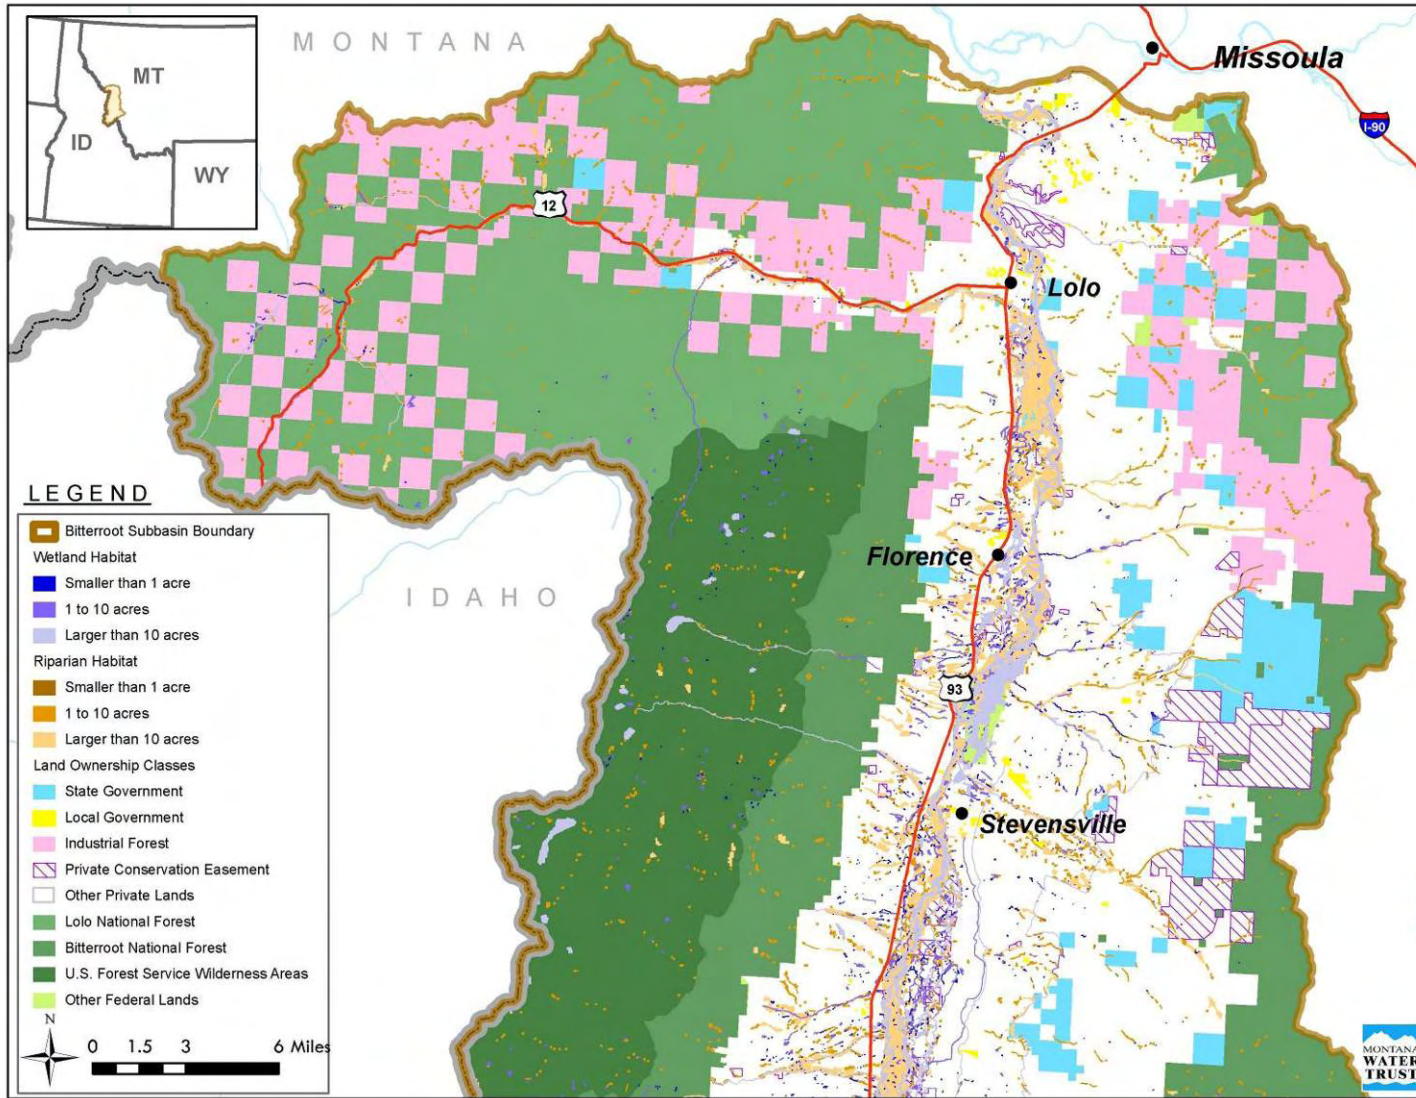 MONTANA
MT
ID
WY
Missoula
I-90
12
Lolo
Florence
IDAHO
93
Stevensville
LEGEND
Bitterroot Subbasin Boundary
Wetland Habitat
Smaller than 1 acre
1 to 10 acres
Larger than 10 acres
Riparian Habitat
Smaller than 1 acre
1 to 10 acres
Larger than 10 acres
Land Ownership Classes
State Government
Local Government
Industrial Forest
Private Conservation Easement
Other Private Lands
Lolo National Forest
Bitterroot National Forest
U.S. Forest Service Wilderness Areas
Other Federal Lands
N
0 1.5 3 6 Miles
MONTANA
WATER
TRUST